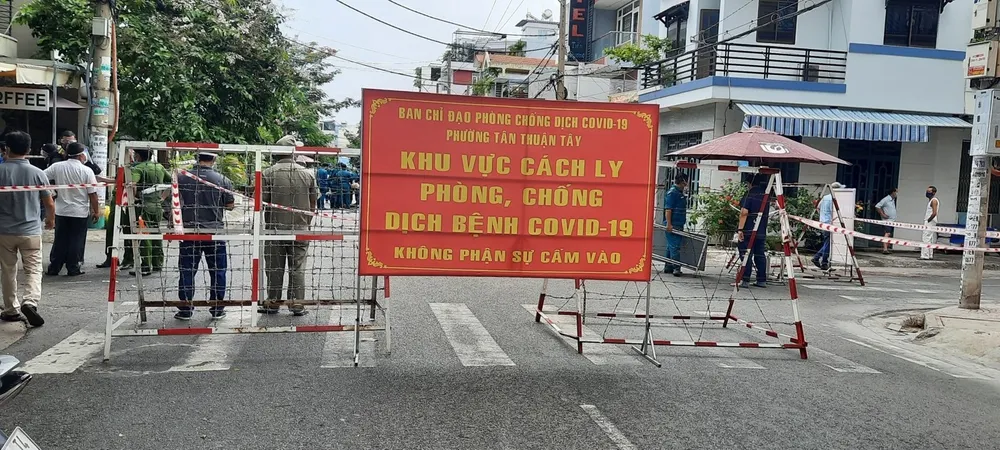 BAN CHỈ ĐẠO PHÒNG CHỐNG DỊCH COVID-19
PHƯỜNG TÂN THUẬN TÂY
KHU VỰC CÁCH LY
PHÒNG, CHỐNG
DỊCH BỆNH COVID-19
KHÔNG PHẬN SỰ CẤM VÀO